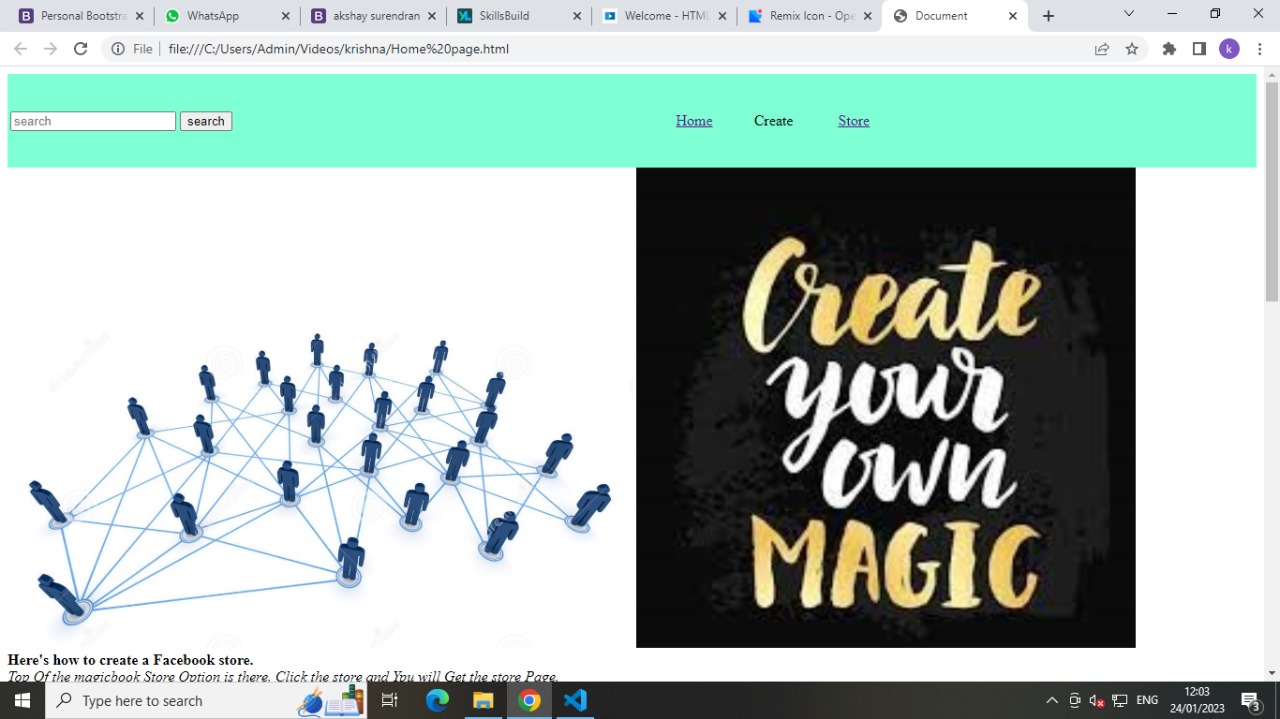 Personal Bootstra
WhatsApp
akshay surendran
SkillsBuild
Welcome - HTML
Remix Icon - Ope
Document
File
file:///C:/Users/Admin/Videos/krishna/Home%20page.html
k
search
search
Home
Create
Store
Create
your
own
MAGIC
Here's how to create a Facebook store.
Top Of the magicbook Store Option is there. Click the store and You will Get the store Page.
Type here to search
ENG
12:03
24/01/2023
3